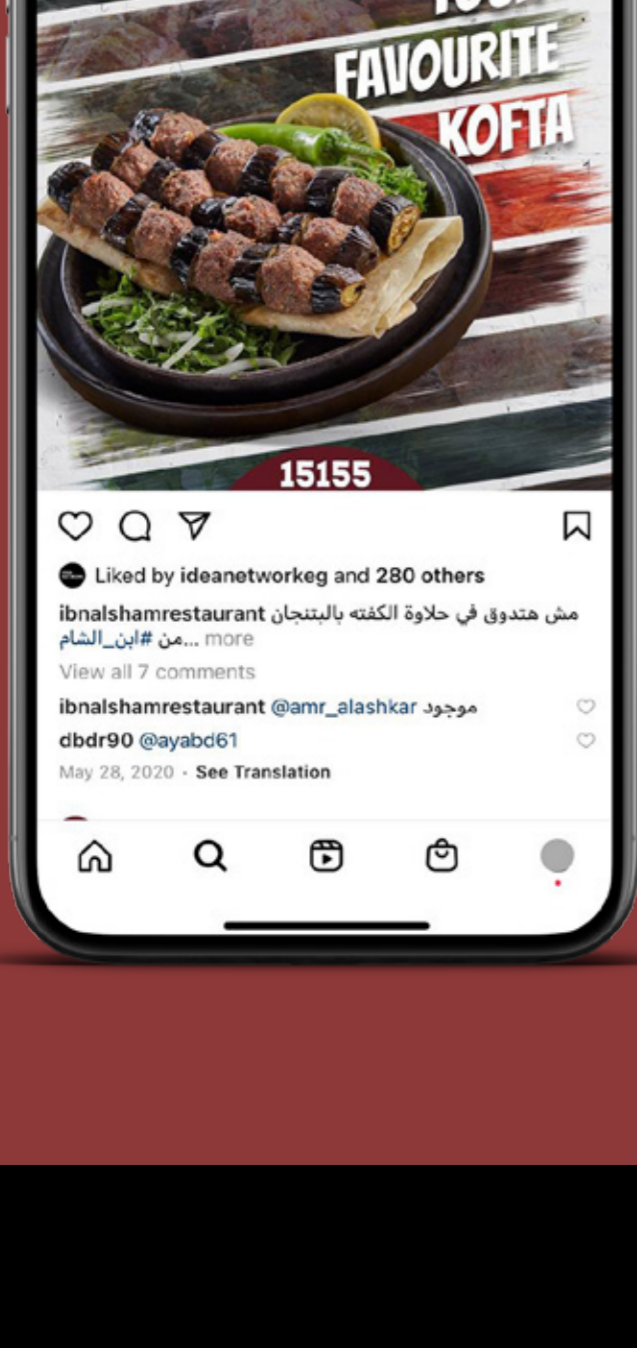 FAVOURITE
KOFTA
15155
Liked by ideanetworkeg and 280 others
ibnalshamrestaurant مش هتدوق في حلاوة الكفته بالبتنجان
من #ابن_الشام... more
View all 7 comments
ibnalshamrestaurant @amr_alashkar موجود
dbdr90 @ayabd61
May 28, 2020 · See Translation